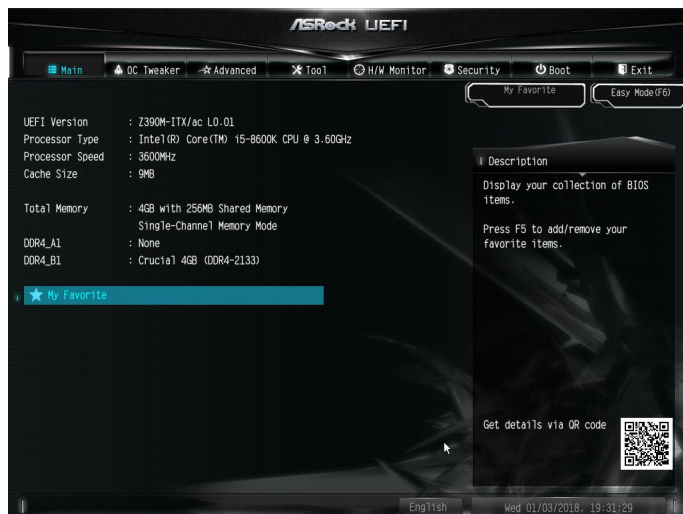 ASRock UEFI
Main OC Tweaker Advanced Tool H/W Monitor Security Boot Exit
My Favorite Easy Mode(F6)
UEFI Version : Z390M-ITX/ac L0.01
Processor Type : Intel(R) Core(TM) i5-8600K CPU @ 3.60GHz
Processor Speed : 3600MHz
Cache Size : 9MB
Total Memory : 4GB with 256MB Shared Memory
Single-Channel Memory Mode
DDR4_A1 : None
DDR4_B1 : Crucial 4GB (DDR4-2133)
My Favorite
Description
Display your collection of BIOS
items.
Press F5 to add/remove your
favorite items.
Get details via QR code
English Wed 01/03/2018. 19:31:29